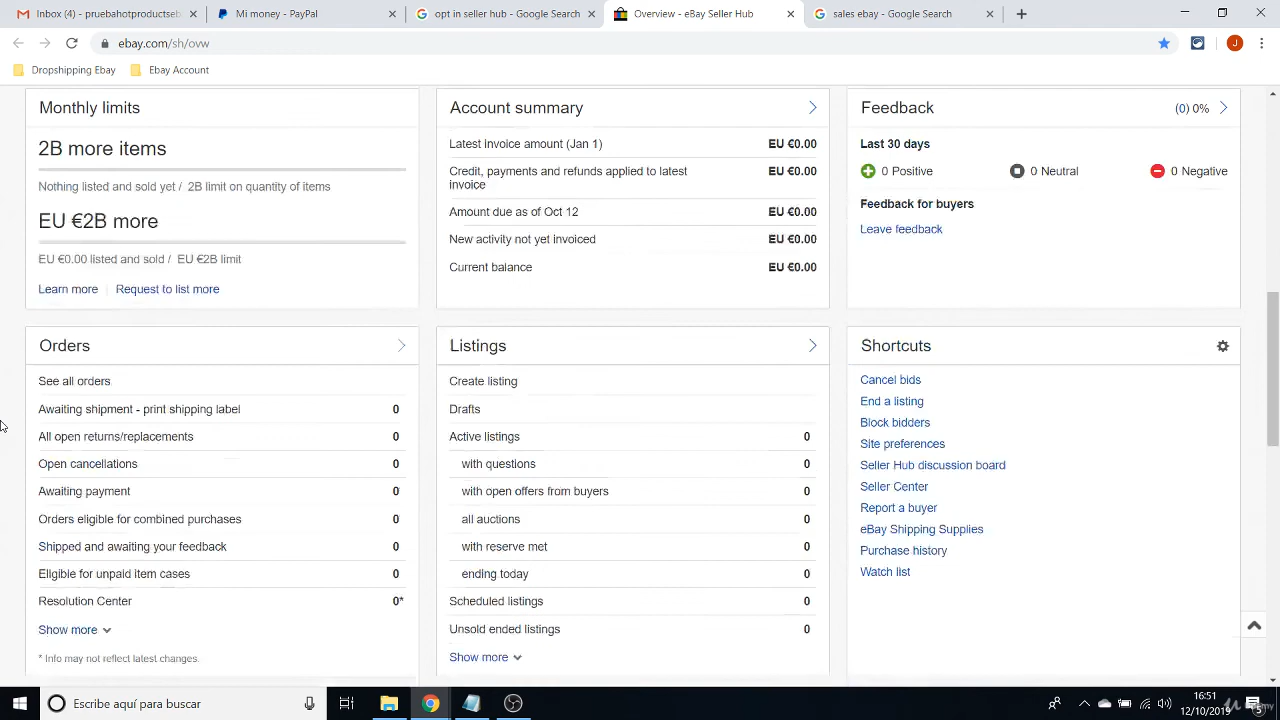 Inbox (4) - pruebabotproductseb
Mi money - PayPal
opt in seller hub - Google Search
Overview - eBay Seller Hub
sales ebay - Google Search
ebay.com/sh/ovw
J
Dropshipping Ebay
Ebay Account
Monthly limits
2B more items
Nothing listed and sold yet / 2B limit on quantity of items
EU €2B more
EU €0.00 listed and sold / EU €2B limit
Learn more
Request to list more
Account summary
Latest invoice amount (Jan 1) EU €0.00
Credit, payments and refunds applied to latest EU €0.00
invoice
Amount due as of Oct 12 EU €0.00
New activity not yet invoiced EU €0.00
Current balance EU €0.00
Feedback (0) 0%
Last 30 days
0 Positive 0 Neutral 0 Negative
Feedback for buyers
Leave feedback
Orders
See all orders
Awaiting shipment - print shipping label 0
All open returns/replacements 0
Open cancellations 0
Awaiting payment 0
Orders eligible for combined purchases 0
Shipped and awaiting your feedback 0
Eligible for unpaid item cases 0
Resolution Center 0*
Show more
* Info may not reflect latest changes.
Listings
Create listing
Drafts
Active listings 0
with questions 0
with open offers from buyers 0
all auctions 0
with reserve met 0
ending today 0
Scheduled listings 0
Unsold ended listings 0
Show more
Shortcuts
Cancel bids
End a listing
Block bidders
Site preferences
Seller Hub discussion board
Seller Center
Report a buyer
eBay Shipping Supplies
Purchase history
Watch list
Escribe aquí para buscar
16:51
12/10/2019